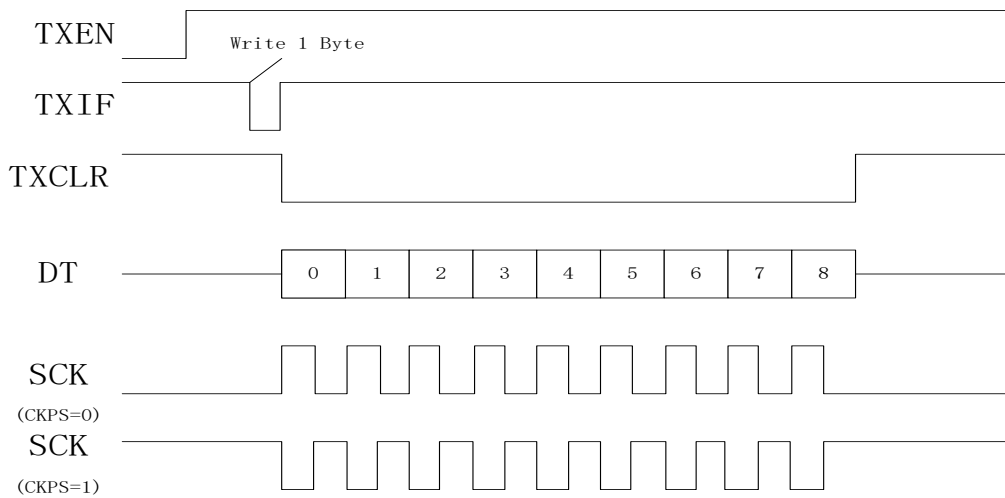 TXEN
Write 1 Byte
TXIF
TXCLR
DT 0 1 2 3 4 5 6 7 8
SCK
(CKPS=0)
SCK
(CKPS=1)